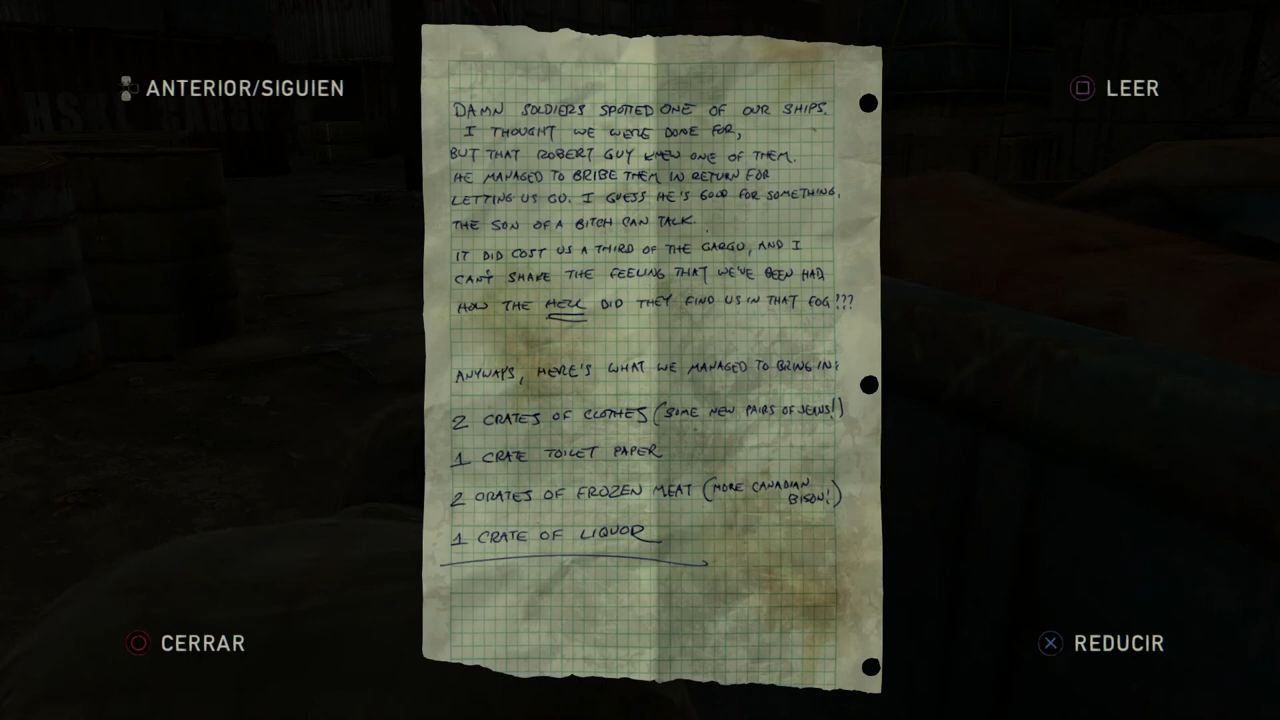 ANTERIOR/SIGUIEN
LEER
DAMN SOLDIERS SPOTTED ONE OF OUR SHIPS.
I THOUGHT WE WERE DONE FOR,
BUT THAT ROBERT GUY KNEW ONE OF THEM.
HE MANAGED TO BRIBE THEM IN RETURN FOR
LETTING US GO. I GUESS HE'S GOOD FOR SOMETHING.
THE SON OF A BITCH CAN TALK.
IT DID COST US A THIRD OF THE CARGO, AND I
CAN'T SHAKE THE FEELING THAT WE'VE BEEN HAD
HOW THE HELL DID THEY FIND US IN THAT FOG???
ANYWAYS, HERE'S WHAT WE MANAGED TO BRING IN:
2 CRATES OF CLOTHES (SOME NEW PAIRS OF JEANS!)
1 CRATE TOILET PAPER
2 CRATES OF FROZEN MEAT (MORE CANADIAN
BISON!)
1 CRATE OF LIQUOR
CERRAR
REDUCIR